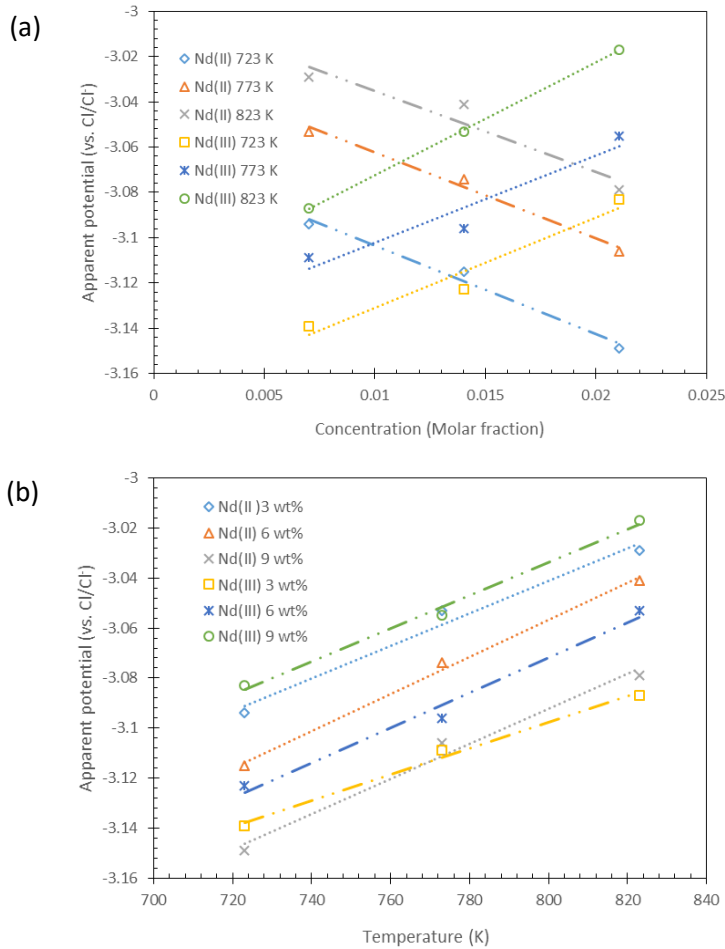 (a)
-3
-3.02
-3.04
-3.06
-3.08
-3.1
-3.12
-3.14
-3.16
Apparent potential (vs. Cl/Cl-)
Nd(II) 723 K
Nd(II) 773 K
Nd(II) 823 K
Nd(III) 723 K
Nd(III) 773 K
Nd(III) 823 K
0 0.005 0.01 0.015 0.02 0.025
Concentration (Molar fraction)
(b)
-3
-3.02
-3.04
-3.06
-3.08
-3.1
-3.12
-3.14
-3.16
Apparent potential (vs. Cl/Cl-)
Nd(II )3 wt%
Nd(II) 6 wt%
Nd(II) 9 wt%
Nd(III) 3 wt%
Nd(III) 6 wt%
Nd(III) 9 wt%
700 720 740 760 780 800 820 840
Temperature (K)